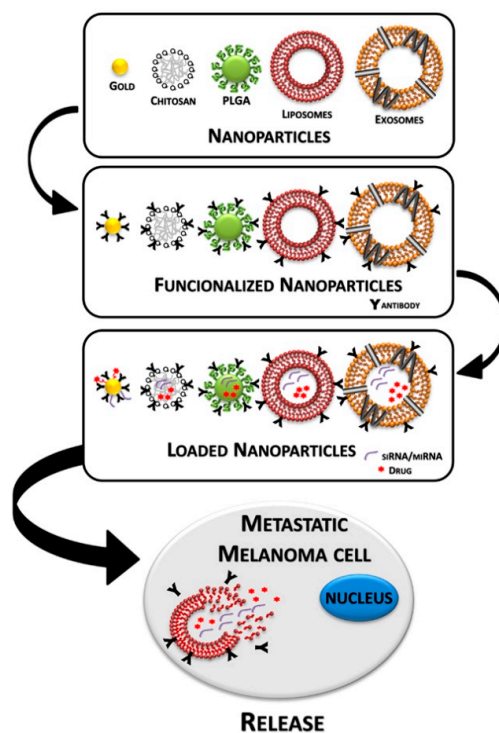 GOLD
CHITOSAN
PLGA
LIPOSOMES
EXOSOMES
NANOPARTICLES
FUNCIONALIZED NANOPARTICLES
ANTIBODY
LOADED NANOPARTICLES
siRNA/miRNA
DRUG
METASTATIC
MELANOMA CELL
NUCLEUS
RELEASE